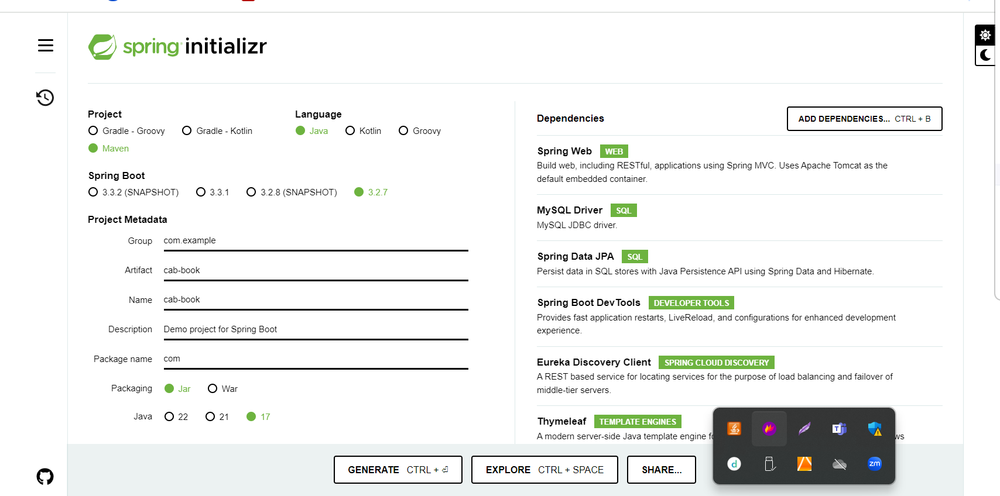 spring initializr
Project
Gradle - Groovy Gradle - Kotlin
Maven
Language
Java Kotlin Groovy
Spring Boot
3.3.2 (SNAPSHOT) 3.3.1 3.2.8 (SNAPSHOT) 3.2.7
Project Metadata
Group com.example
Artifact cab-book
Name cab-book
Description Demo project for Spring Boot
Package name com
Packaging Jar War
Java 22 21 17
Dependencies
ADD DEPENDENCIES... CTRL + B
Spring Web WEB
Build web, including RESTful, applications using Spring MVC. Uses Apache Tomcat as the
default embedded container.
MySQL Driver SQL
MySQL JDBC driver.
Spring Data JPA SQL
Persist data in SQL stores with Java Persistence API using Spring Data and Hibernate.
Spring Boot DevTools DEVELOPER TOOLS
Provides fast application restarts, LiveReload, and configurations for enhanced development
experience.
Eureka Discovery Client SPRING CLOUD DISCOVERY
A REST based service for locating services for the purpose of load balancing and failover of
middle-tier servers.
Thymeleaf TEMPLATE ENGINES
A modern server-side Java template engine
GENERATE CTRL + ⏎
EXPLORE CTRL + SPACE
SHARE...
T
d
zm